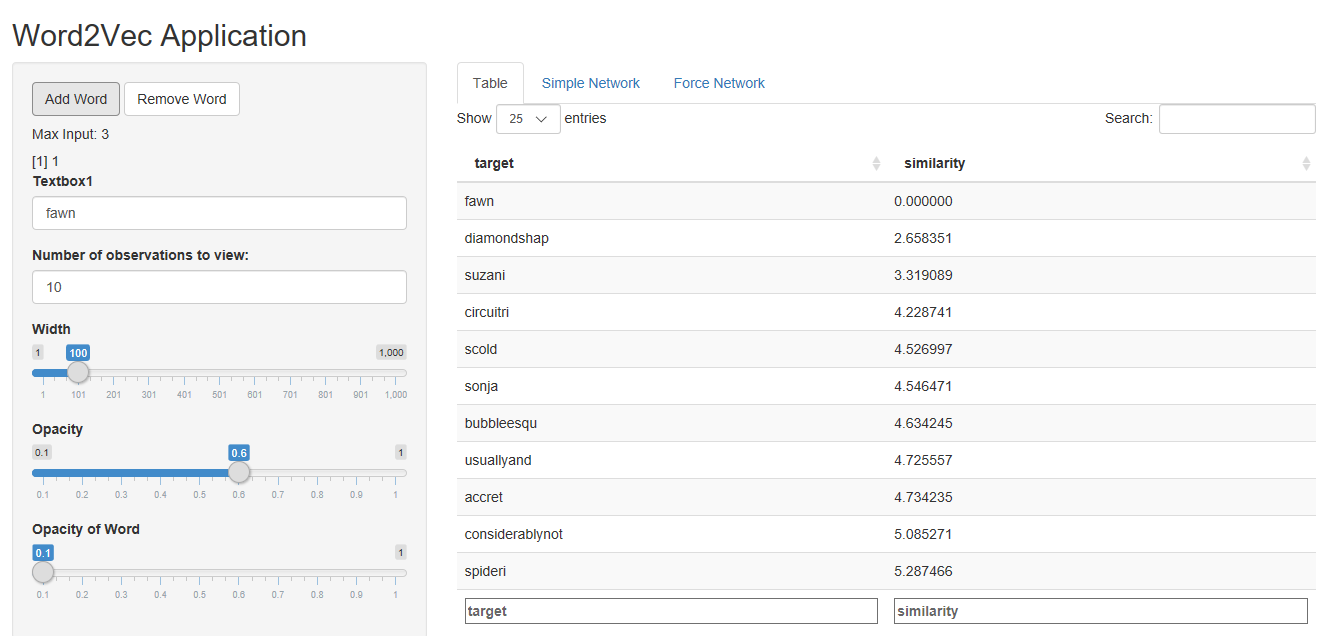 Word2Vec Application
Add Word Remove Word
Max Input: 3
[1] 1
Textbox1
fawn
Number of observations to view:
10
Width
1 100 1,000
1 101 201 301 401 501 601 701 801 901 1,000
Opacity
0.1 0.6 1
0.1 0.2 0.3 0.4 0.5 0.6 0.7 0.8 0.9 1
Opacity of Word
0.1 1
0.1 0.2 0.3 0.4 0.5 0.6 0.7 0.8 0.9 1
Table Simple Network Force Network
Show 25 entries Search:
target similarity
fawn 0.000000
diamondshap 2.658351
suzani 3.319089
circuitri 4.228741
scold 4.526997
sonja 4.546471
bubbleesqu 4.634245
usuallyand 4.725557
accret 4.734235
considerablynot 5.085271
spideri 5.287466
target similarity